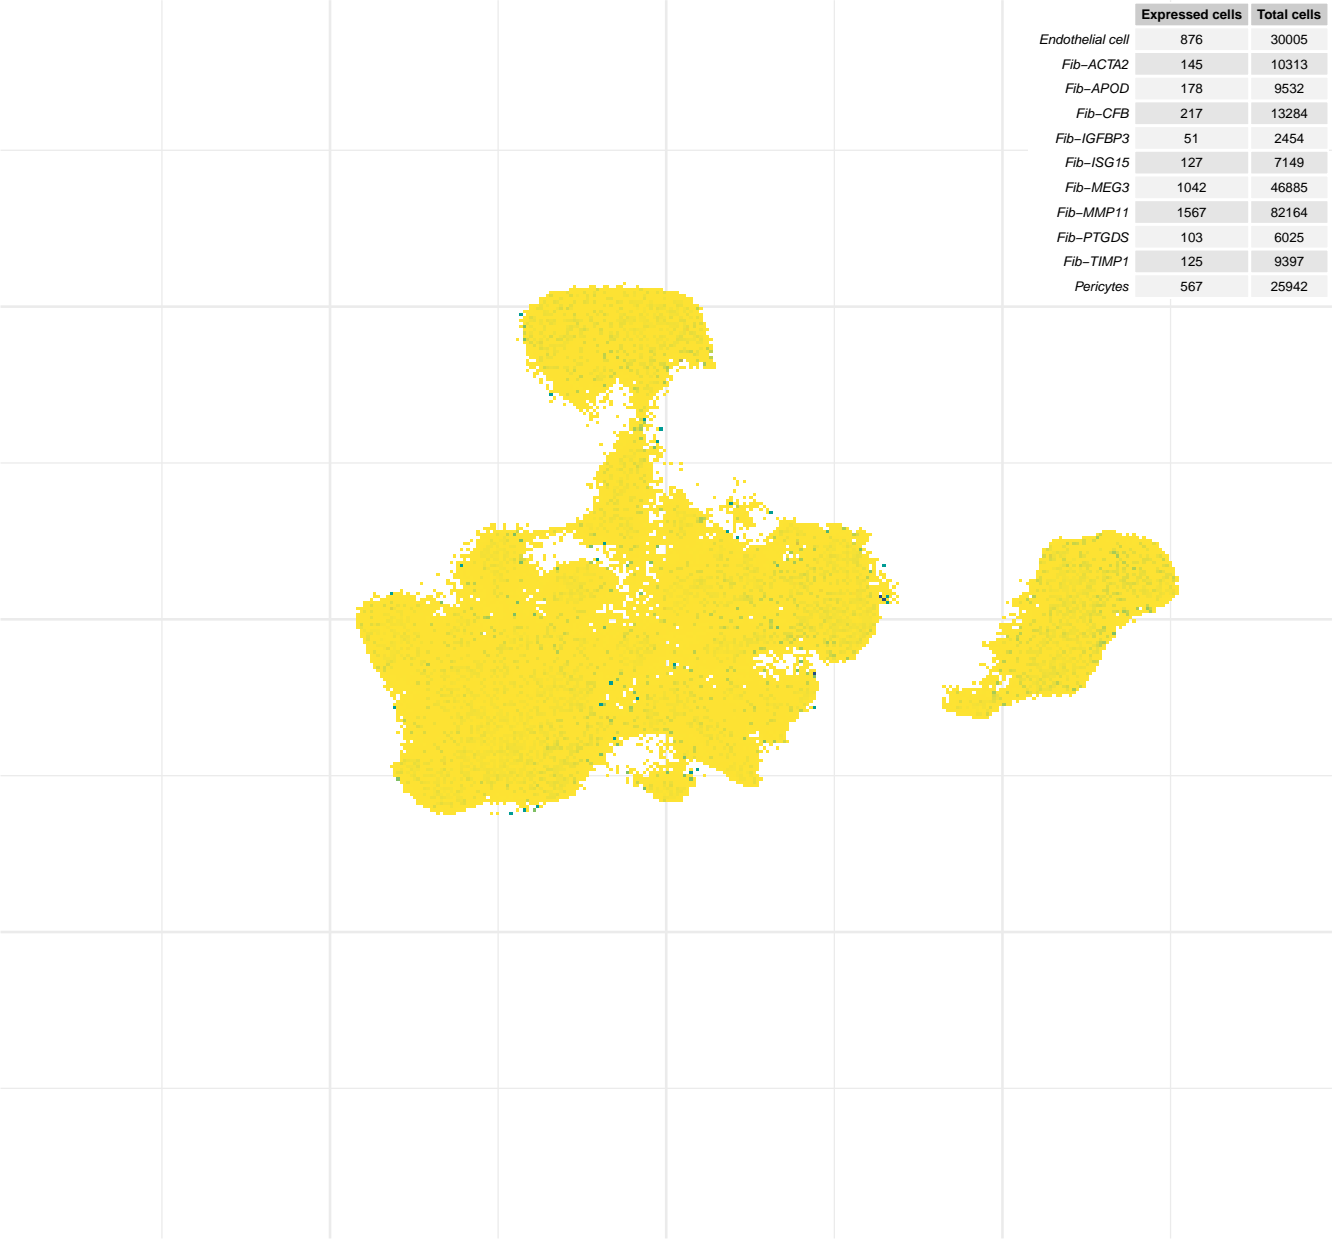 Expressed cells Total cells
Endothelial cell 876 30005
Fib−ACTA2 145 10313
Fib−APOD 178 9532
Fib−CFB 217 13284
Fib−IGFBP3 51 2454
Fib−ISG15 127 7149
Fib−MEG3 1042 46885
Fib−MMP11 1567 82164
Fib−PTGDS 103 6025
Fib−TIMP1 125 9397
Pericytes 567 25942